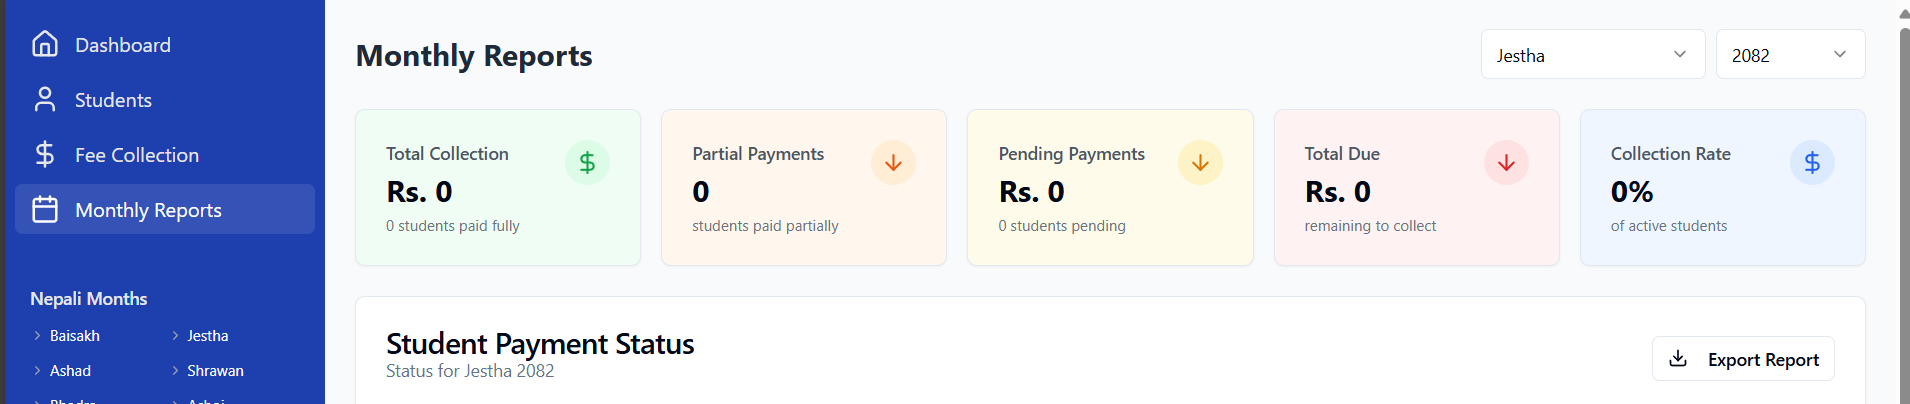 Dashboard
Students
Fee Collection
Monthly Reports
Nepali Months
Baisakh
Jestha
Ashad
Shrawan
Monthly Reports
Jestha
2082
Total Collection
Rs. 0
0 students paid fully
Partial Payments
0
students paid partially
Pending Payments
Rs. 0
0 students pending
Total Due
Rs. 0
remaining to collect
Collection Rate
0%
of active students
Student Payment Status
Status for Jestha 2082
Export Report